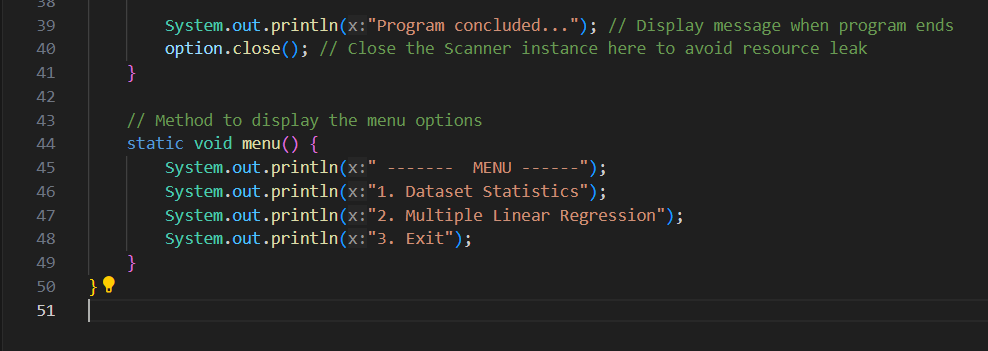 38
39 System.out.println(x:"Program concluded..."); // Display message when program ends
40 option.close(); // Close the Scanner instance here to avoid resource leak
41 }
42
43 // Method to display the menu options
44 static void menu() {
45 System.out.println(x:" -------  MENU ------");
46 System.out.println(x:"1. Dataset Statistics");
47 System.out.println(x:"2. Multiple Linear Regression");
48 System.out.println(x:"3. Exit");
49 }
50 }
51